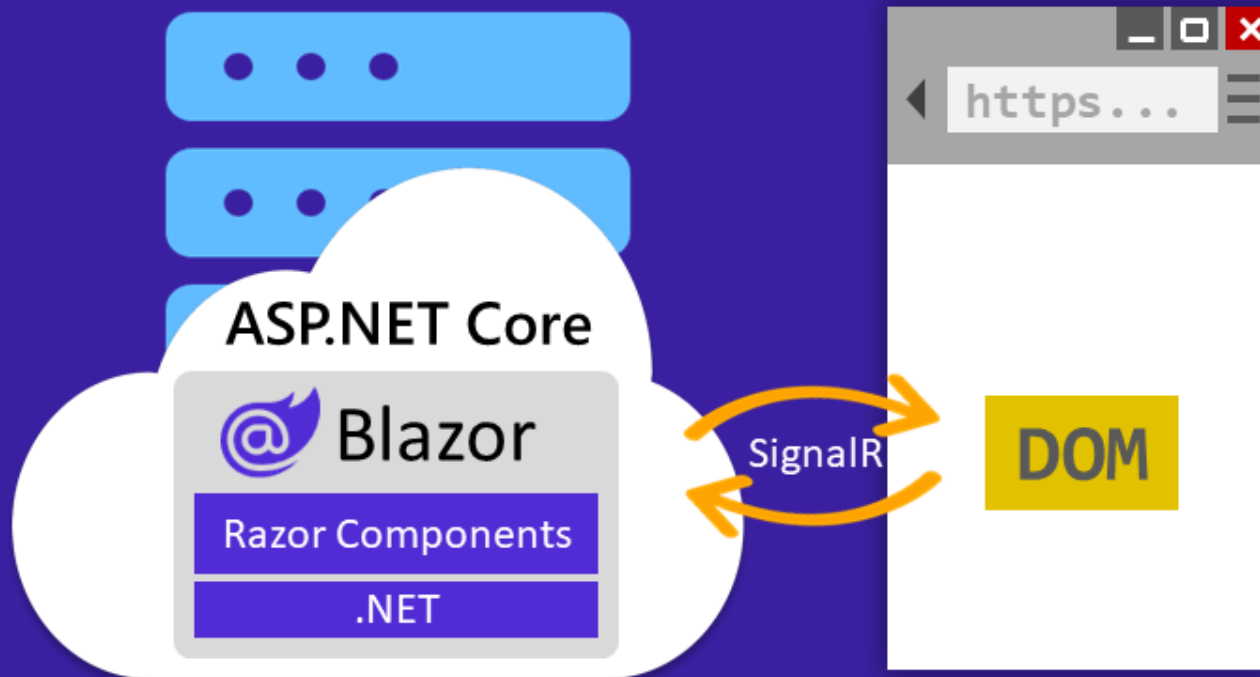 https...
ASP.NET Core
@ Blazor
SignalR
DOM
Razor Components
.NET